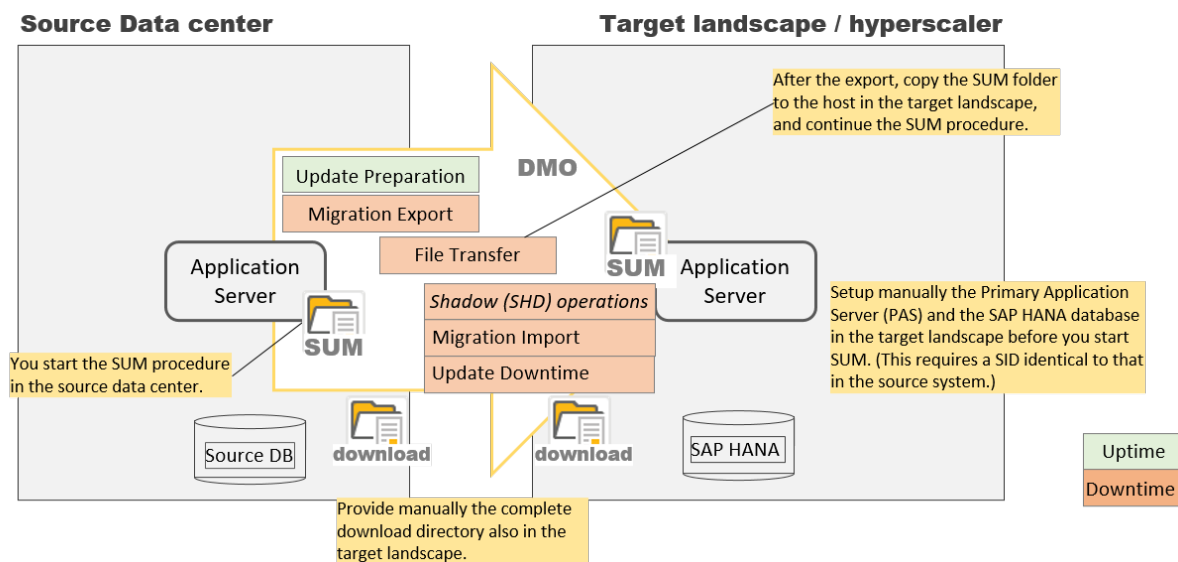 Source Data center
Target landscape / hyperscaler
After the export, copy the SUM folder
to the host in the target landscape,
and continue the SUM procedure.
DMO
Update Preparation
Migration Export
File Transfer
SUM
Application
Server
SUM
Application
Server
Shadow (SHD) operations
Migration Import
Update Downtime
Setup manually the Primary Application
Server (PAS) and the SAP HANA database
in the target landscape before you start
SUM. (This requires a SID identical to that
in the source system.)
You start the SUM procedure
in the source data center.
Source DB
download
download
SAP HANA
Uptime
Downtime
Provide manually the complete
download directory also in the
target landscape.